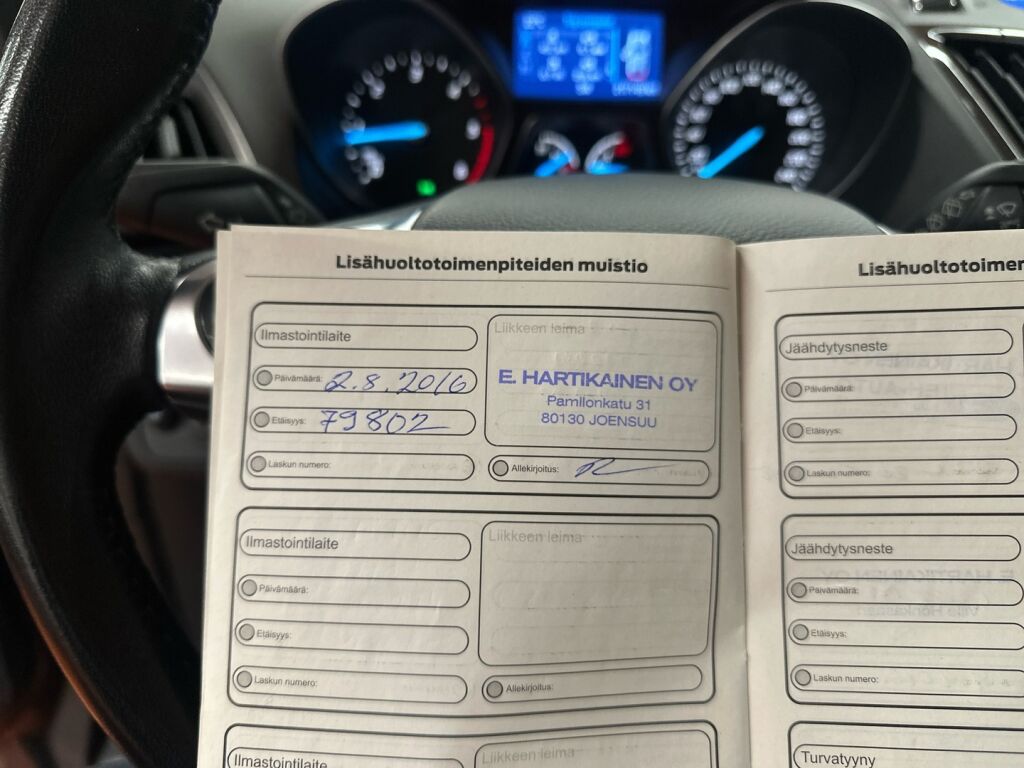 Lisähuoltotoimenpiteiden muistio
Ilmastointilaite
Päivämäärä: 2.8.2016
Etäisyys: 79802
Laskun numero:
Liikkeen leima
E. HARTIKAINEN OY
Pamilonkatu 31
80130 JOENSUU
Allekirjoitus:
Ilmastointilaite
Päivämäärä:
Etäisyys:
Laskun numero:
Liikkeen leima
Allekirjoitus:
Ilmastointilaite
Liikkeen leima
Lisähuoltotoimen
Jäähdytysneste
Päivämäärä:
Etäisyys:
Laskun numero:
Jäähdytysneste
Päivämäärä:
Etäisyys:
Laskun numero:
Turvatyyny